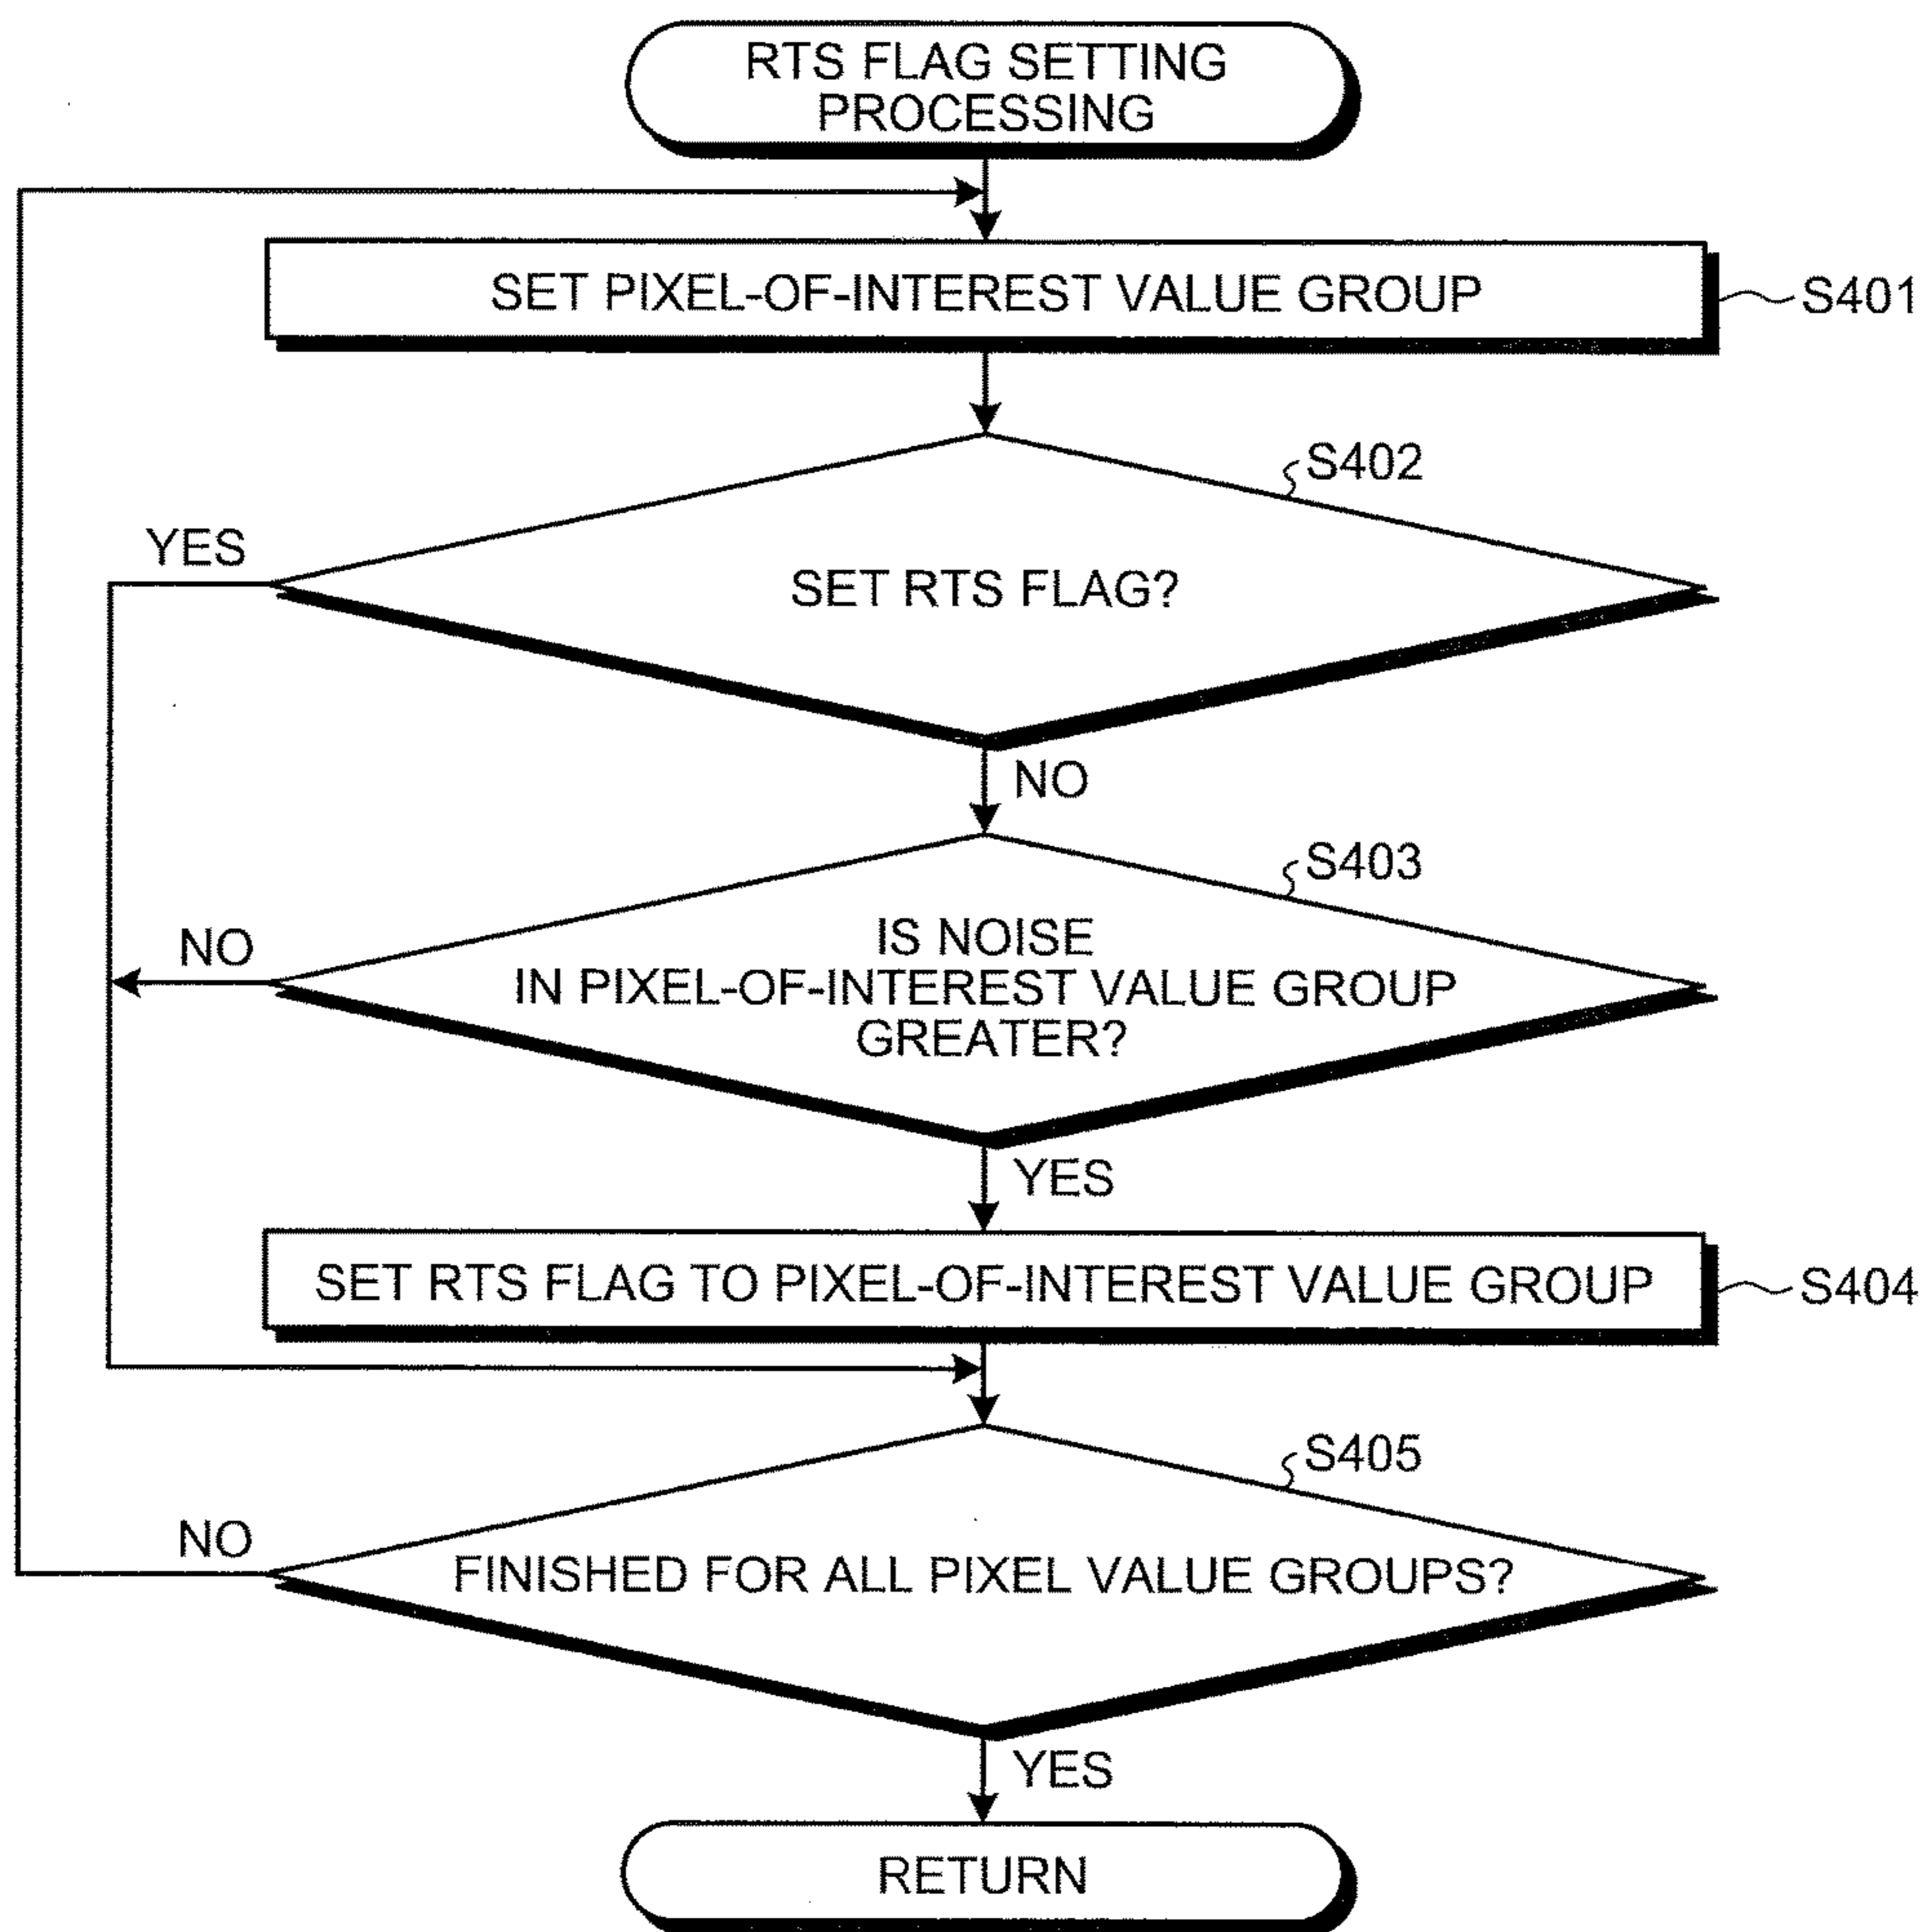 RTS FLAG SETTING
PROCESSING
SET PIXEL-OF-INTEREST VALUE GROUP
S401
S402
YES
SET RTS FLAG?
NO
S403
NO
IS NOISE
IN PIXEL-OF-INTEREST VALUE GROUP
GREATER?
YES
SET RTS FLAG TO PIXEL-OF-INTEREST VALUE GROUP
S404
S405
NO
FINISHED FOR ALL PIXEL VALUE GROUPS?
YES
RETURN